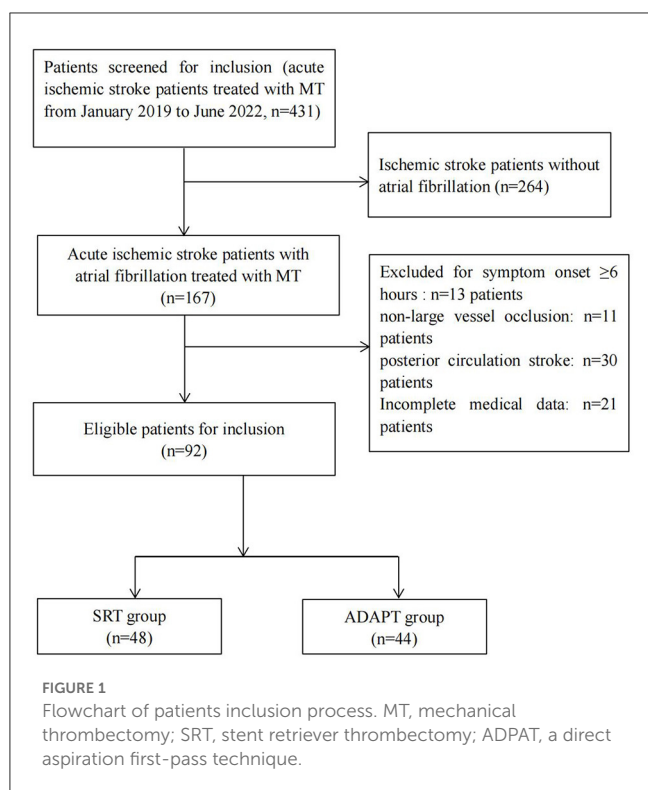 Patients screened for inclusion (acute
ischemic stroke patients treated with MT
from January 2019 to June 2022, n=431)
Ischemic stroke patients without
atrial fibrillation (n=264)
Acute ischemic stroke patients with
atrial fibrillation treated with MT
(n=167)
Excluded for symptom onset ≥6
hours : n=13 patients
non-large vessel occlusion: n=11
patients
posterior circulation stroke: n=30
patients
Incomplete medical data: n=21
patients
Eligible patients for inclusion
(n=92)
SRT group
(n=48)
ADAPT group
(n=44)
FIGURE 1
Flowchart of patients inclusion process. MT, mechanical
thrombectomy; SRT, stent retriever thrombectomy; ADPAT, a direct
aspiration first-pass technique.